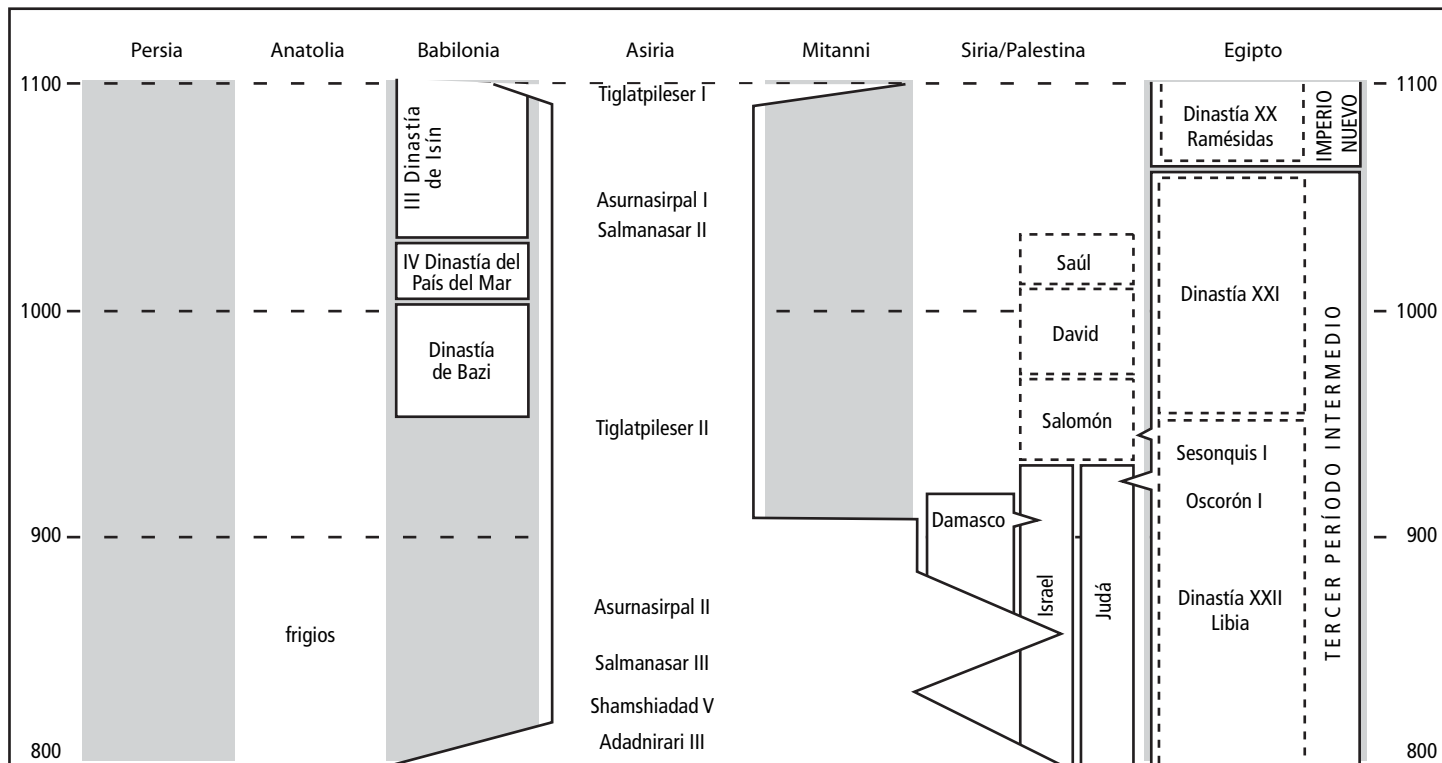 Persia
Anatolia
Babilonia
Asiria
Mitanni
Siria/Palestina
Egipto
1100
1100
III Dinastía
de Isín
Tiglatpileser I
Dinastía XX
Ramésidas
IMPERIO
NUEVO
Asurnasirpal I
Salmanasar II
IV Dinastía del
País del Mar
Saúl
Dinastía XXI
1000
1000
Dinastía
de Bazi
David
Tiglatpileser II
Salomón
Sesonquis I
Oscorón I
TERCER PERÍODO INTERMEDIO
Damasco
900
900
Israel
Judá
Asurnasirpal II
Dinastía XXII
Libia
frigios
Salmanasar III
Shamshiadad V
Adadnirari III
800
800